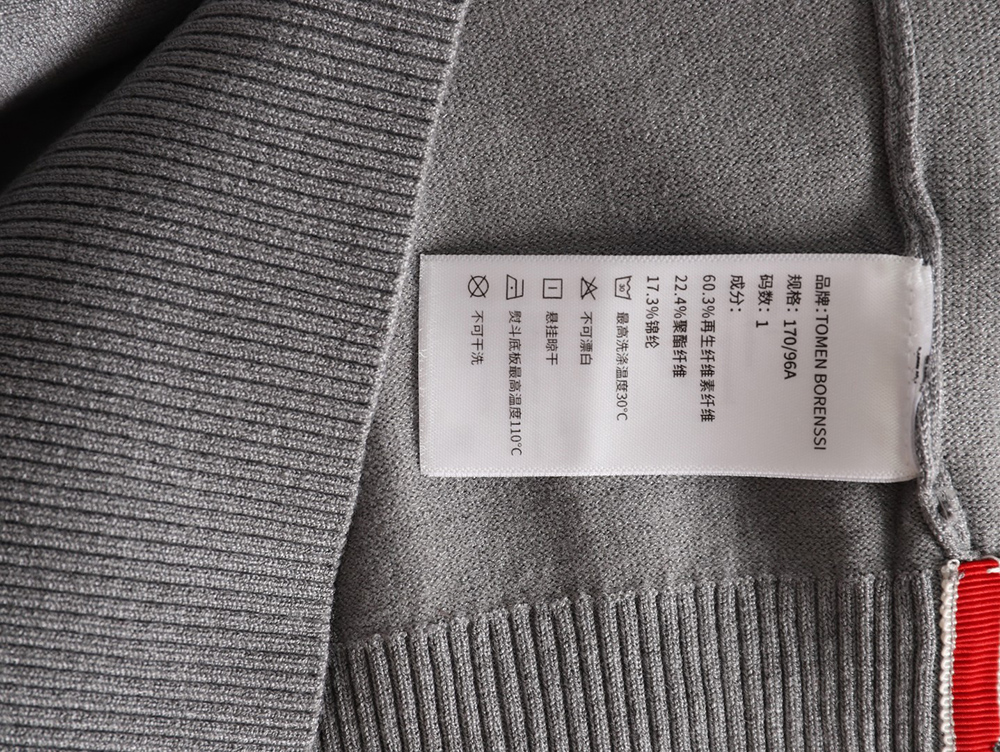 品牌:TOMEN BORENSSI
规格: 170/96A
码数: 1
成分:
60.3%再生纤维素纤维
22.4%聚酯纤维
17.3%锦纶
30 最高洗涤温度30℃
不可漂白
悬挂晾干
熨斗底板最高温度110℃
不可干洗